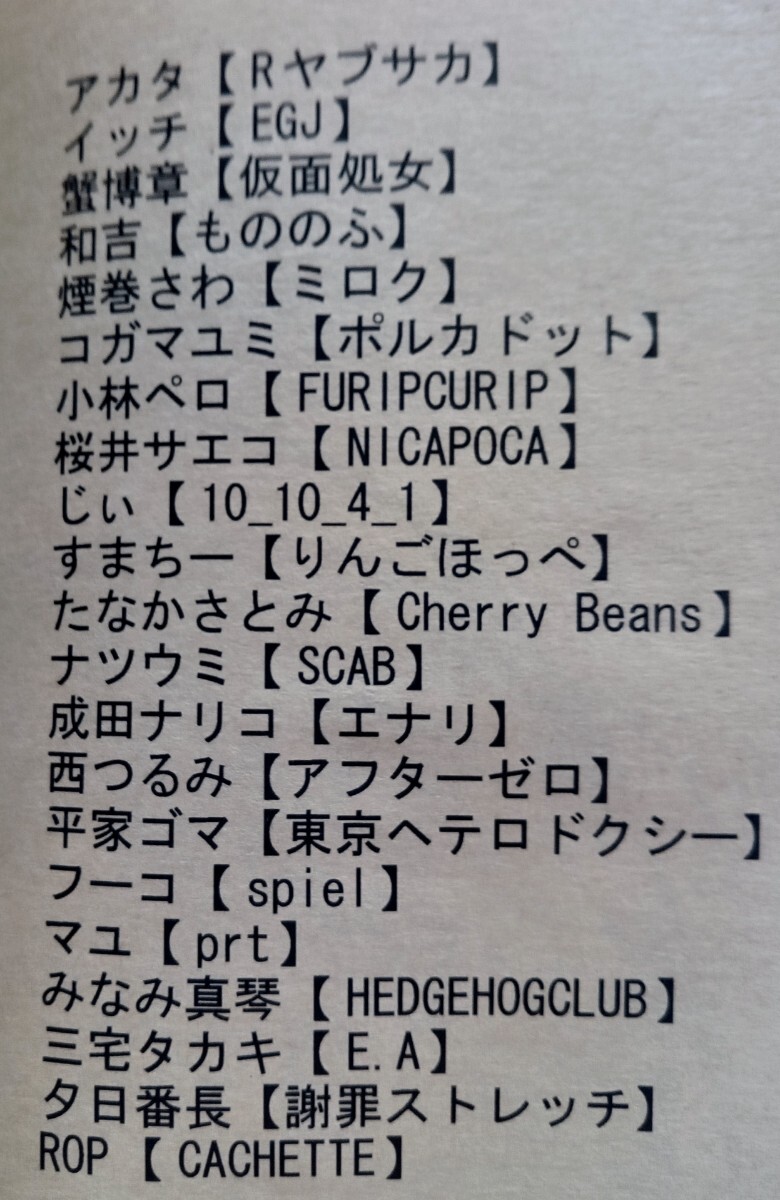 アカタ【Rヤブサカ】
イッチ【EGJ】
蟹博章【仮面処女】
和吉【もののふ】
煙巻さわ【ミロク】
コガマユミ【ポルカドット】
小林ペロ【FURIPCURIP】
桜井サエコ【NICAPOCA】
じぃ【10_10_4_1】
すまちー【りんごほっぺ】
たなかさとみ【Cherry Beans】
ナツウミ【SCAB】
成田ナリコ【エナリ】
西つるみ【アフターゼロ】
平家ゴマ【東京ヘテロドクシー】
フーコ【spiel】
マユ【prt】
みなみ真琴【HEDGEHOGCLUB】
三宅タカキ【E.A】
夕日番長【謝罪ストレッチ】
ROP【CACHETTE】